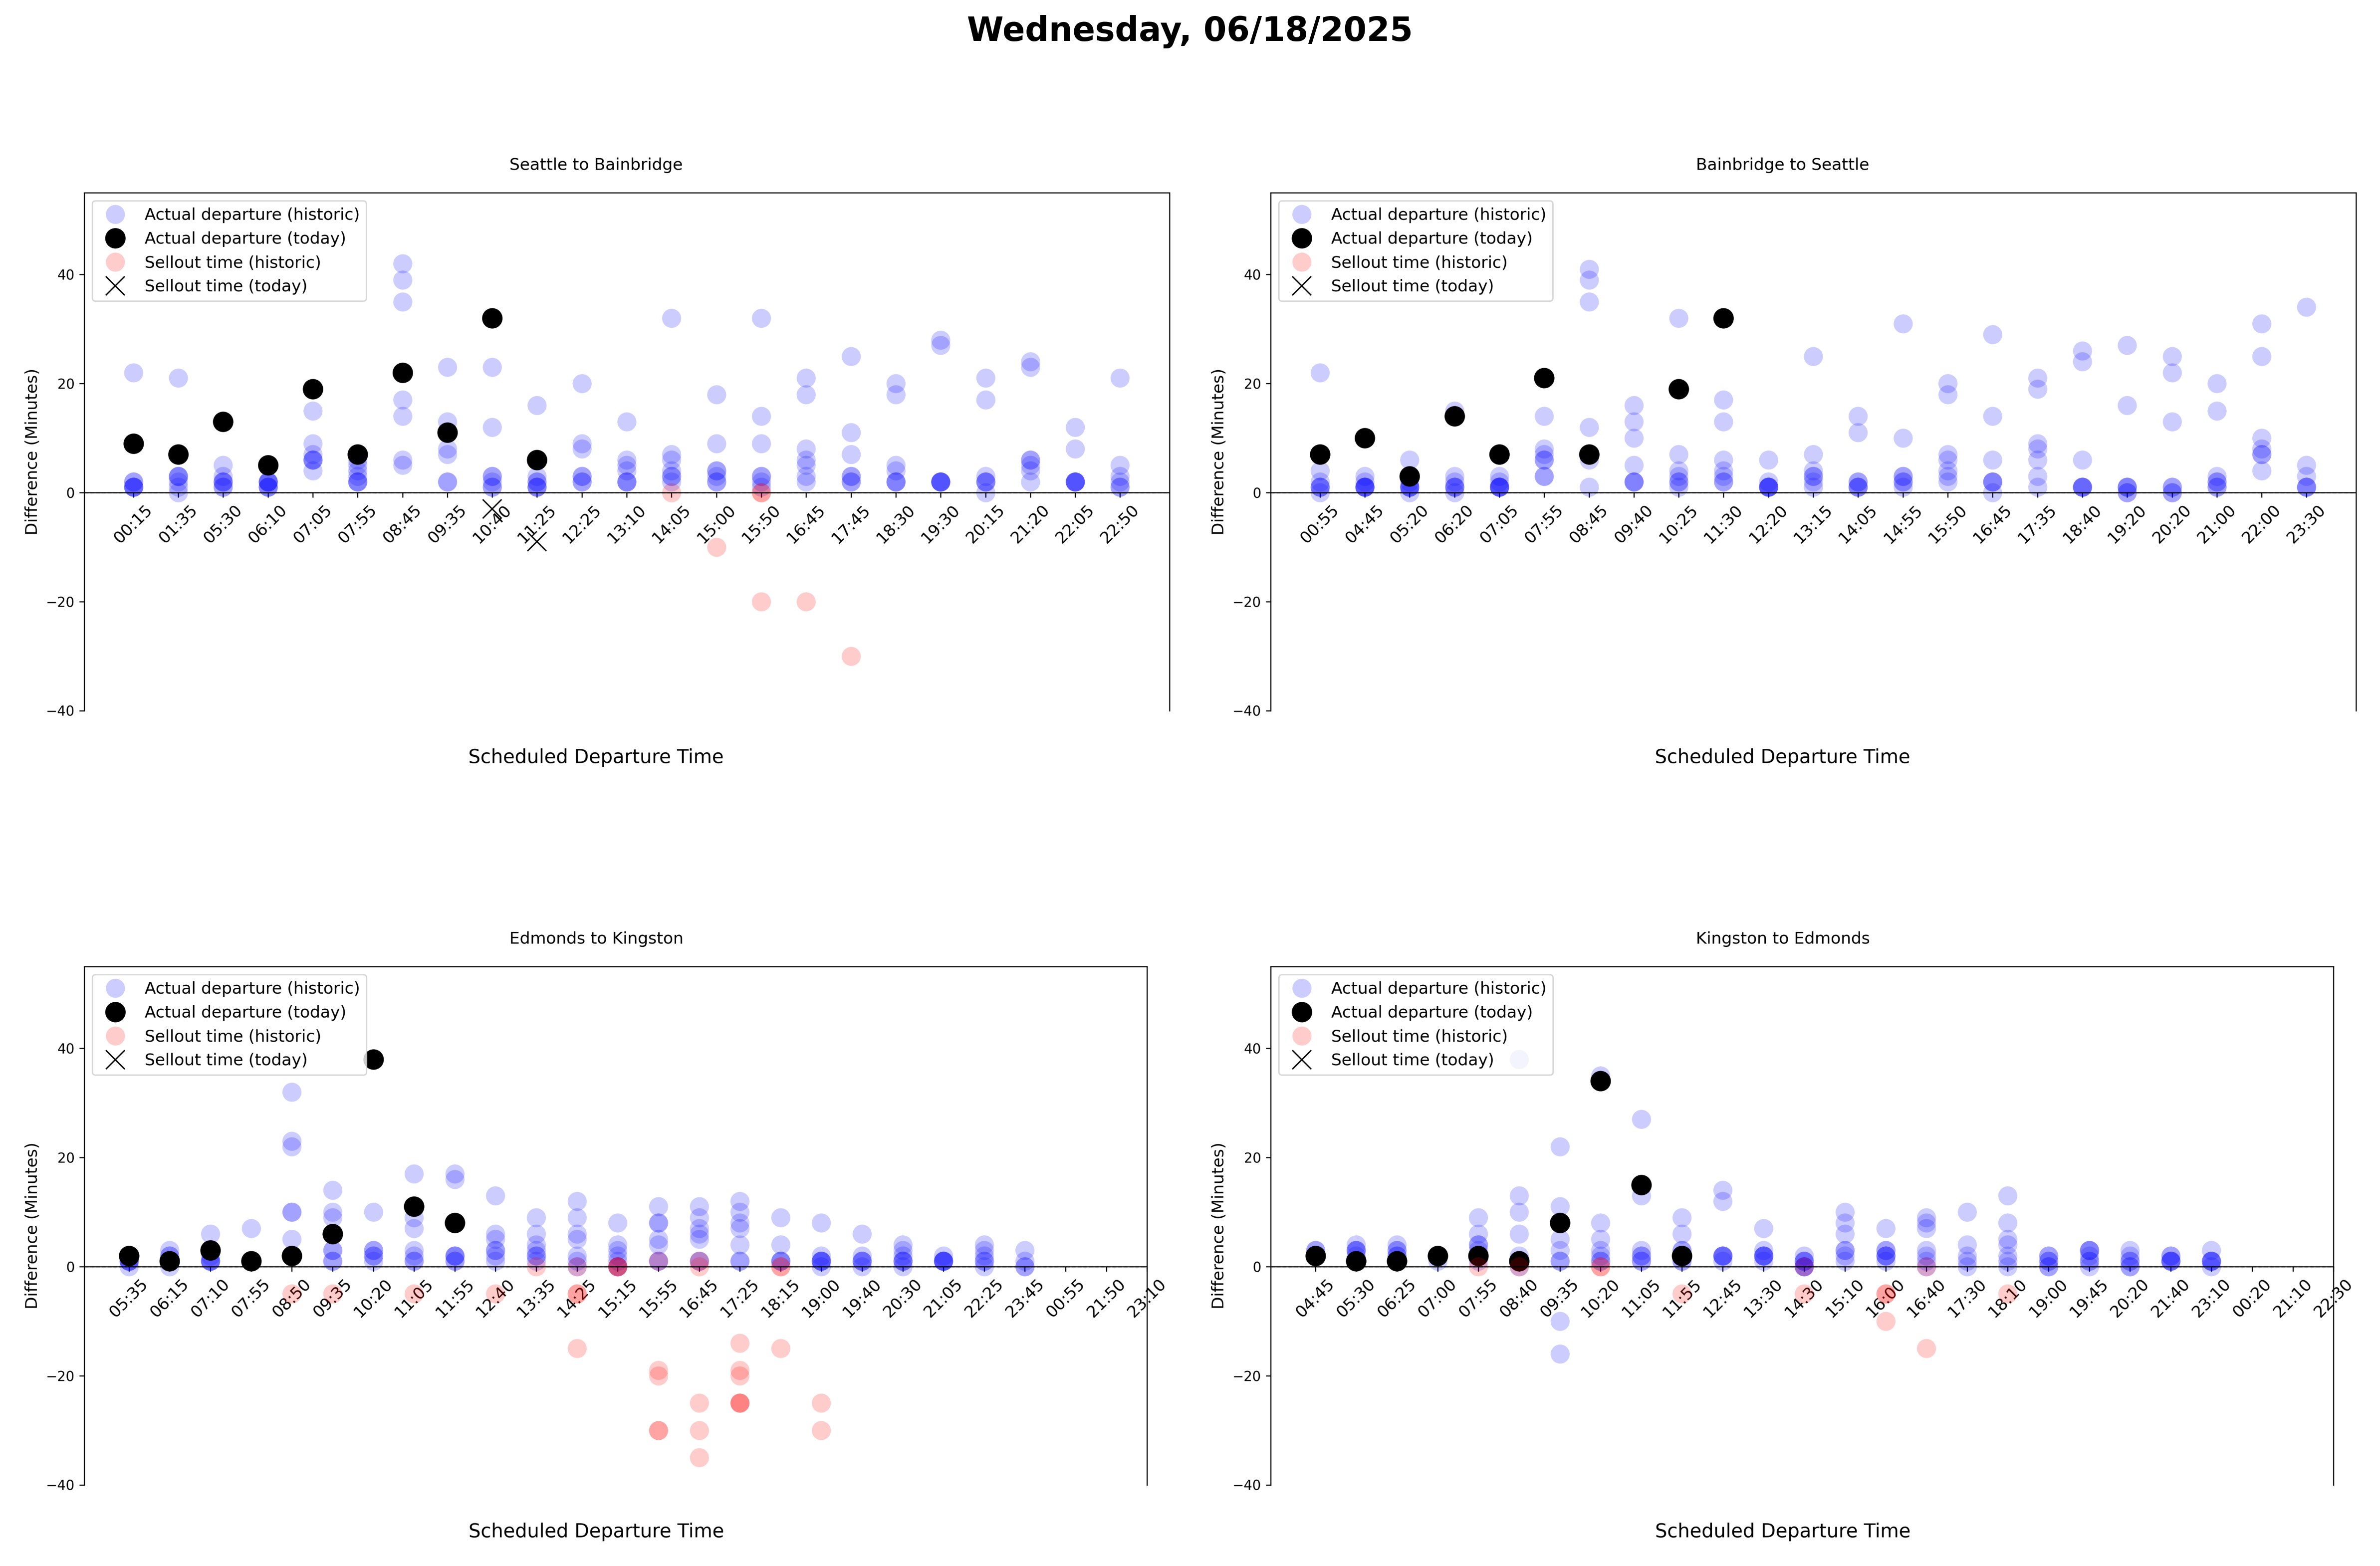 Wednesday, 06/18/2025
Seattle to Bainbridge
Actual departure (historic)
Actual departure (today)
Sellout time (historic)
Sellout time (today)
Difference (Minutes)
40
20
0
−20
−40
00:15 01:35 05:30 06:10 07:05 07:55 08:45 09:35 10:40 11:25 12:25 13:10 14:05 15:00 15:50 16:45 17:45 18:30 19:30 20:15 21:20 22:05 22:50
Scheduled Departure Time
Bainbridge to Seattle
Actual departure (historic)
Actual departure (today)
Sellout time (historic)
Sellout time (today)
Difference (Minutes)
40
20
0
−20
−40
00:55 04:45 05:20 06:20 07:05 07:55 08:45 09:40 10:25 11:30 12:20 13:15 14:05 14:55 15:50 16:45 17:35 18:40 19:20 20:20 21:00 22:00 23:30
Scheduled Departure Time
Edmonds to Kingston
Actual departure (historic)
Actual departure (today)
Sellout time (historic)
Sellout time (today)
Difference (Minutes)
40
20
0
−20
−40
05:35 06:15 07:10 07:55 08:50 09:35 10:20 11:05 11:55 12:40 13:35 14:25 15:15 15:55 16:45 17:25 18:15 19:00 19:40 20:30 21:05 22:25 23:45 00:55 21:50 23:10
Scheduled Departure Time
Kingston to Edmonds
Actual departure (historic)
Actual departure (today)
Sellout time (historic)
Sellout time (today)
Difference (Minutes)
40
20
0
−20
−40
04:45 05:30 06:25 07:00 07:55 08:40 09:35 10:20 11:05 11:55 12:45 13:30 14:30 15:10 16:00 16:40 17:30 18:10 19:00 19:45 20:20 21:40 23:10 00:20 21:10 22:30
Scheduled Departure Time